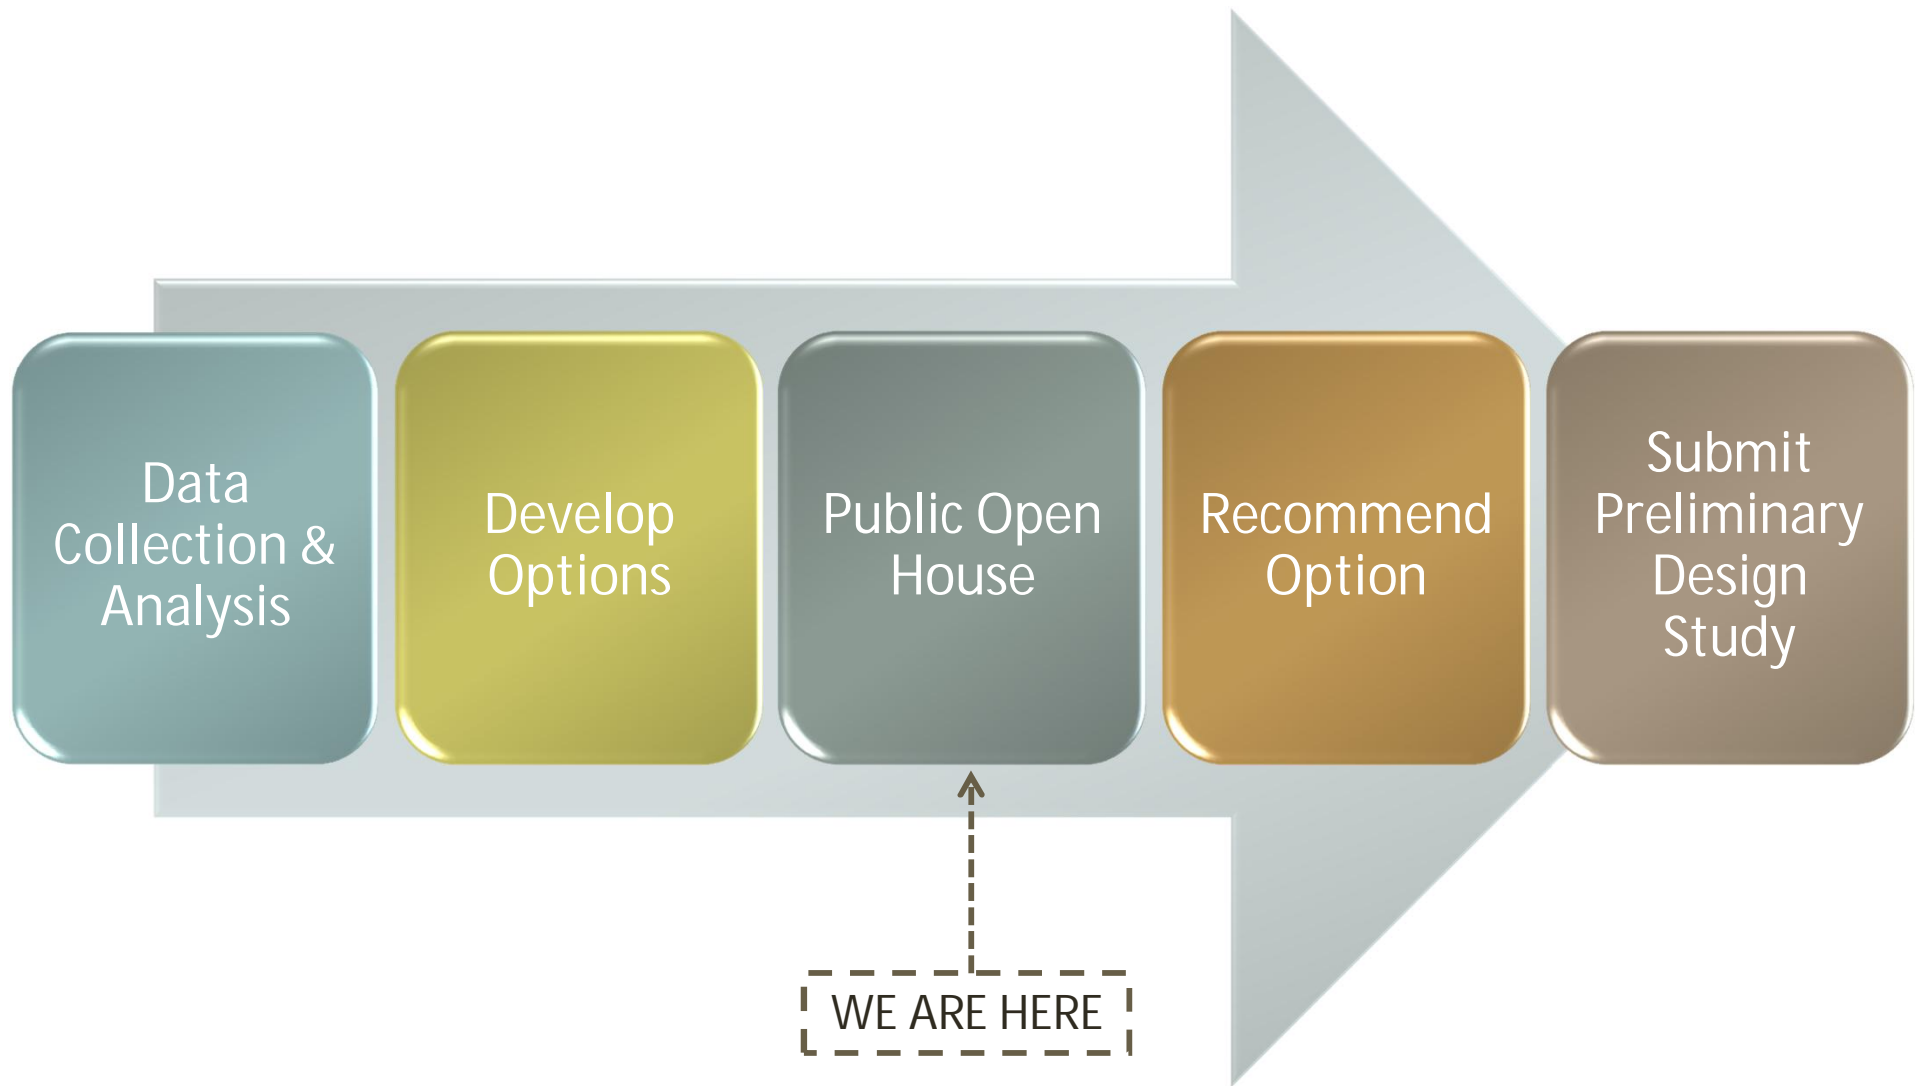 Data
Collection &
Analysis
Develop
Options
Public Open
House
Recommend
Option
Submit
Preliminary
Design
Study
WE ARE HERE